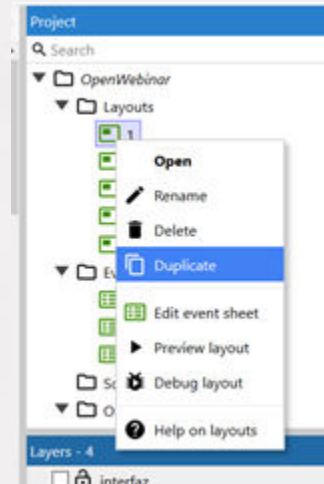 Project
Search
OpenWebinar
Layouts
1
Open
Rename
Delete
Duplicate
Edit event sheet
Preview layout
Debug layout
Help on layouts
Layers - 4
interfaz